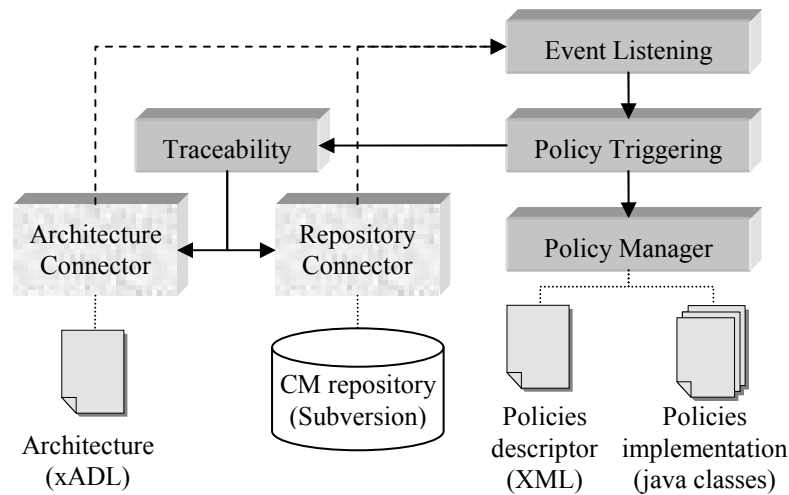 Event Listening
Traceability
Policy Triggering
Architecture
Connector
Repository
Connector
Policy Manager
CM repository
(Subversion)
Architecture
(xADL)
Policies
descriptor
(XML)
Policies
implementation
(java classes)